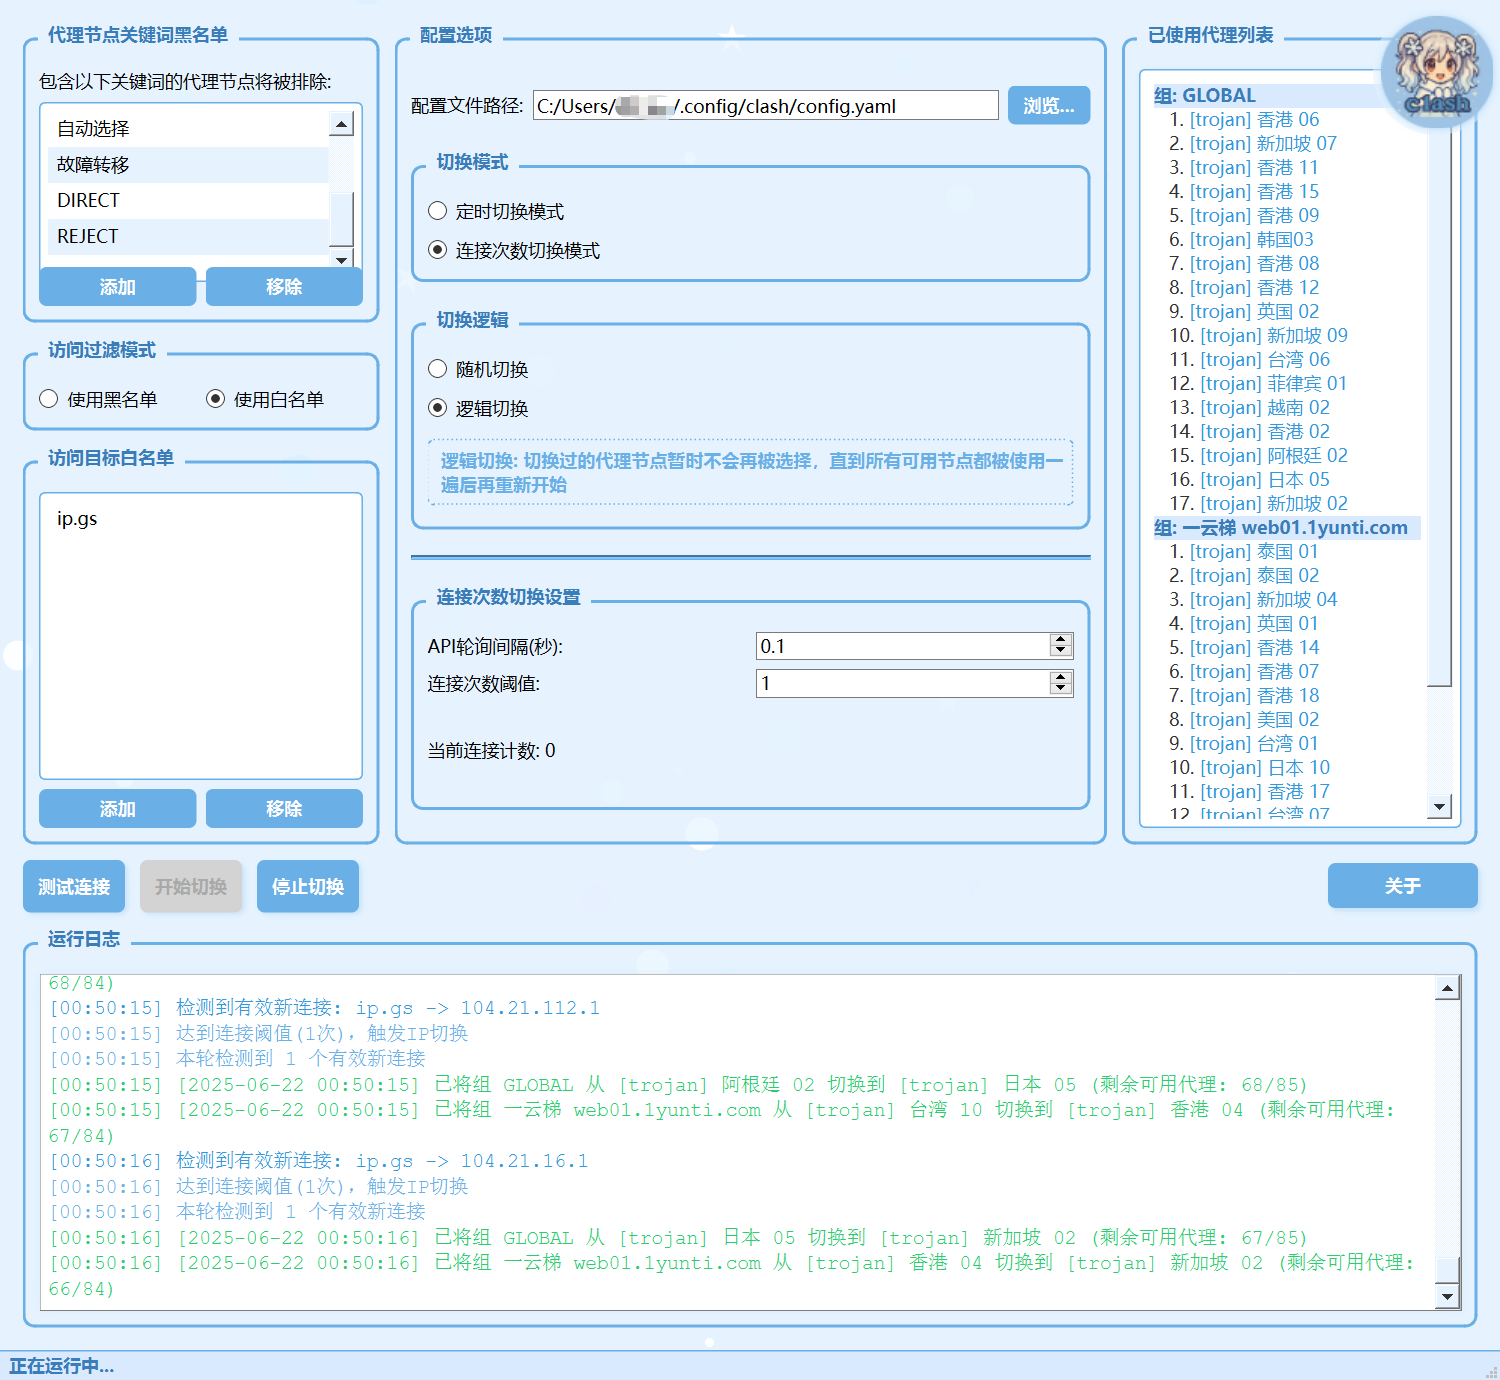 代理节点关键词黑名单
包含以下关键词的代理节点将被排除:
自动选择
故障转移
DIRECT
REJECT
添加
移除
访问过滤模式
使用黑名单
使用白名单
访问目标白名单
ip.gs
添加
移除
配置选项
配置文件路径:
C:/Users/
/.config/clash/config.yaml
浏览...
切换模式
定时切换模式
连接次数切换模式
切换逻辑
随机切换
逻辑切换
逻辑切换: 切换过的代理节点暂时不会再被选择，直到所有可用节点都被使用一
遍后再重新开始
连接次数切换设置
API轮询间隔(秒):
0.1
连接次数阈值:
1
当前连接计数: 0
已使用代理列表
clash
组: GLOBAL
1. [trojan] 香港 06
2. [trojan] 新加坡 07
3. [trojan] 香港 11
4. [trojan] 香港 15
5. [trojan] 香港 09
6. [trojan] 韩国03
7. [trojan] 香港 08
8. [trojan] 香港 12
9. [trojan] 英国 02
10. [trojan] 新加坡 09
11. [trojan] 台湾 06
12. [trojan] 菲律宾 01
13. [trojan] 越南 02
14. [trojan] 香港 02
15. [trojan] 阿根廷 02
16. [trojan] 日本 05
17. [trojan] 新加坡 02
组: 一云梯 web01.1yunti.com
1. [trojan] 泰国 01
2. [trojan] 泰国 02
3. [trojan] 新加坡 04
4. [trojan] 英国 01
5. [trojan] 香港 14
6. [trojan] 香港 07
7. [trojan] 香港 18
8. [trojan] 美国 02
9. [trojan] 台湾 01
10. [trojan] 日本 10
11. [trojan] 香港 17
12. [trojan] 台湾 07
测试连接
开始切换
停止切换
关于
运行日志
68/84)
[00:50:15] 检测到有效新连接: ip.gs -> 104.21.112.1
[00:50:15] 达到连接阈值(1次)，触发IP切换
[00:50:15] 本轮检测到 1 个有效新连接
[00:50:15] [2025-06-22 00:50:15] 已将组 GLOBAL 从 [trojan] 阿根廷 02 切换到 [trojan] 日本 05 (剩余可用代理: 68/85)
[00:50:15] [2025-06-22 00:50:15] 已将组 一云梯 web01.1yunti.com 从 [trojan] 台湾 10 切换到 [trojan] 香港 04 (剩余可用代理:
67/84)
[00:50:16] 检测到有效新连接: ip.gs -> 104.21.16.1
[00:50:16] 达到连接阈值(1次)，触发IP切换
[00:50:16] 本轮检测到 1 个有效新连接
[00:50:16] [2025-06-22 00:50:16] 已将组 GLOBAL 从 [trojan] 日本 05 切换到 [trojan] 新加坡 02 (剩余可用代理: 67/85)
[00:50:16] [2025-06-22 00:50:16] 已将组 一云梯 web01.1yunti.com 从 [trojan] 香港 04 切换到 [trojan] 新加坡 02 (剩余可用代理:
66/84)
正在运行中...